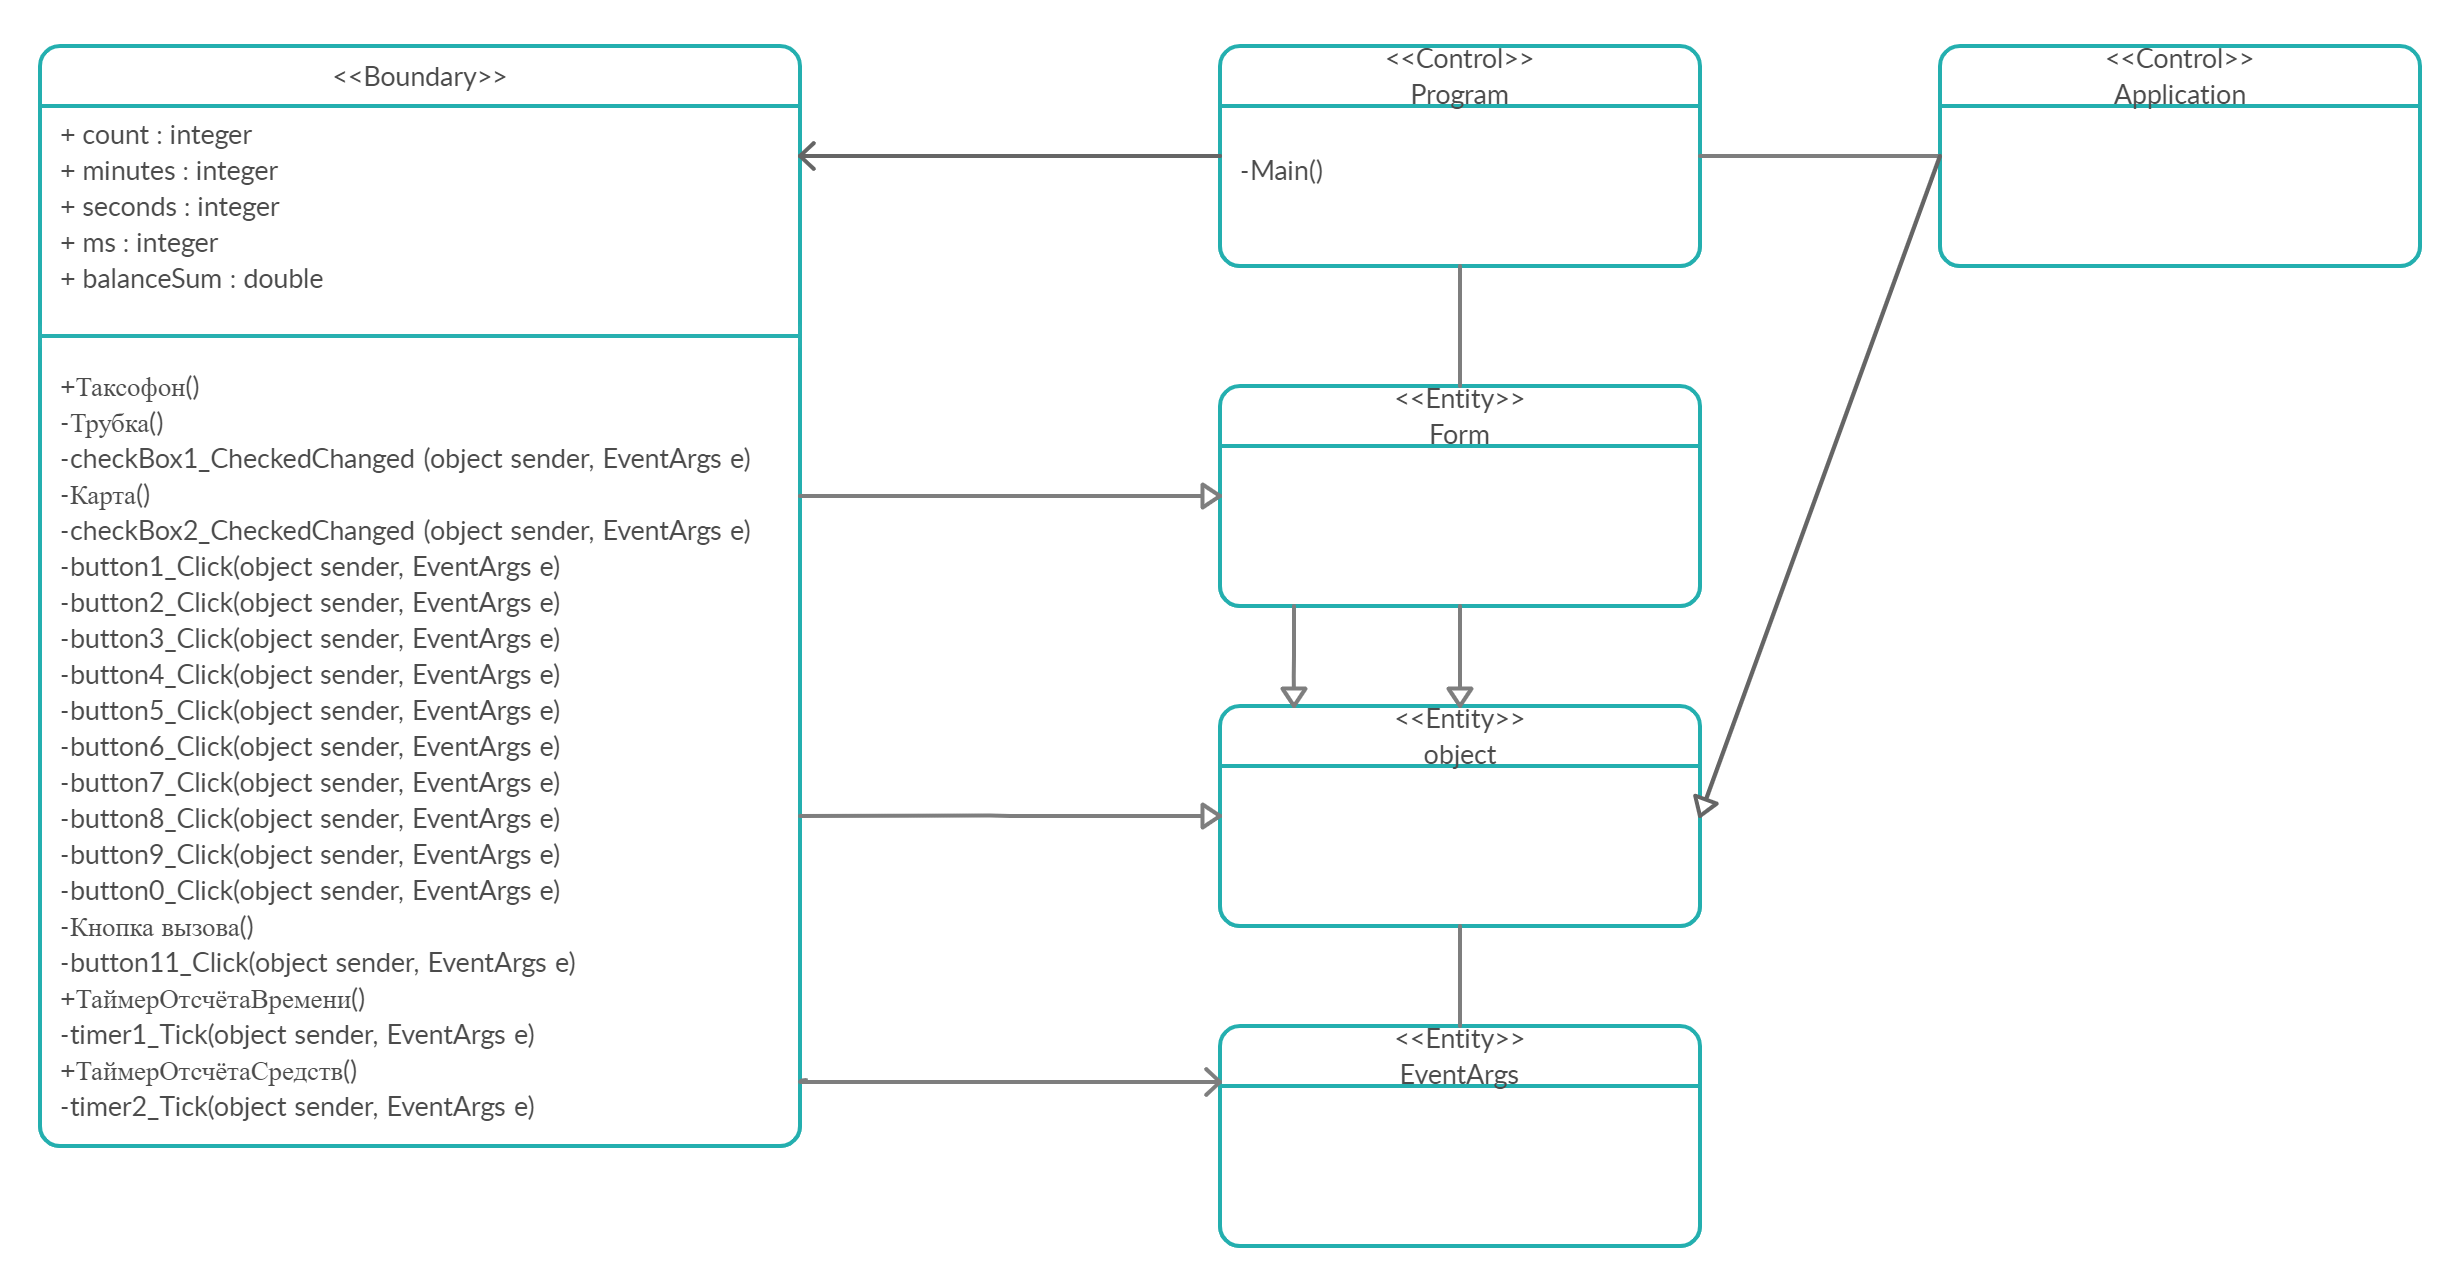 <<Boundary>>
+ count : integer
+ minutes : integer
+ seconds : integer
+ ms : integer
+ balanceSum : double
+Таксофон()
-Трубка()
-checkBox1_CheckedChanged (object sender, EventArgs e)
-Карта()
-checkBox2_CheckedChanged (object sender, EventArgs e)
-button1_Click(object sender, EventArgs e)
-button2_Click(object sender, EventArgs e)
-button3_Click(object sender, EventArgs e)
-button4_Click(object sender, EventArgs e)
-button5_Click(object sender, EventArgs e)
-button6_Click(object sender, EventArgs e)
-button7_Click(object sender, EventArgs e)
-button8_Click(object sender, EventArgs e)
-button9_Click(object sender, EventArgs e)
-button0_Click(object sender, EventArgs e)
-Кнопка вызова()
-button11_Click(object sender, EventArgs e)
+ТаймерОтсчётаВремени()
-timer1_Tick(object sender, EventArgs e)
+ТаймерОтсчётаСредств()
-timer2_Tick(object sender, EventArgs e)
<<Control>>
Program
-Main()
<<Control>>
Application
<<Entity>>
Form
<<Entity>>
object
<<Entity>>
EventArgs